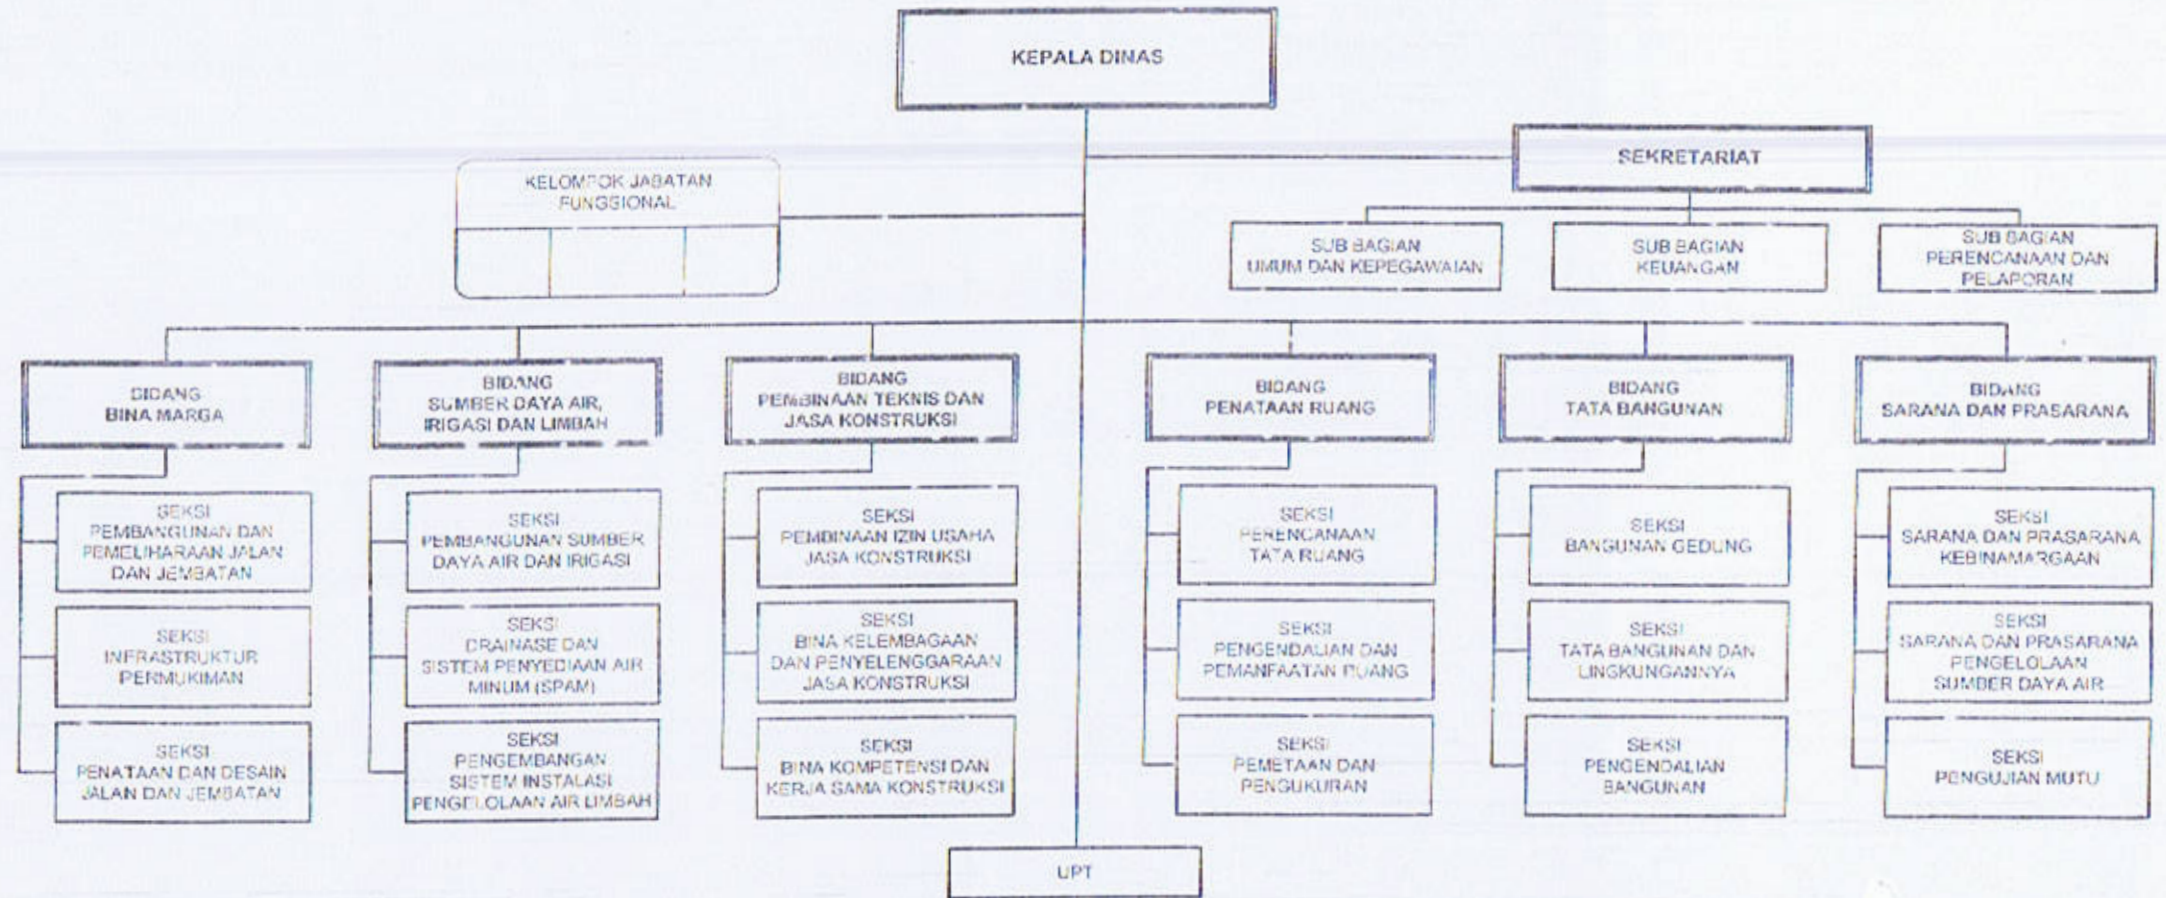 KEPALA DINAS
SEKRETARIAT
KELOMPOK JABATAN
FUNGSIONAL
SUB BAGIAN
UMUM DAN KEPEGAWAIAN
SUB BAGIAN
KEUANGAN
SUB BAGIAN
PERENCANAAN DAN
PELAPORAN
BIDANG
BINA MARGA
BIDANG
SUMBER DAYA AIR,
IRIGASI DAN LIMBAH
BIDANG
PEMBINAAN TEKNIS DAN
JASA KONSTRUKSI
BIDANG
PENATAAN RUANG
BIDANG
TATA BANGUNAN
BIDANG
SARANA DAN PRASARANA
SEKSI
PEMBANGUNAN DAN
PEMELIHARAAN JALAN
DAN JEMBATAN
SEKSI
INFRASTRUKTUR
PERMUKIMAN
SEKSI
PENATAAN DAN DESAIN
JALAN DAN JEMBATAN
SEKSI
PEMBANGUNAN SUMBER
DAYA AIR DAN IRIGASI
SEKSI
DRAINASE DAN
SISTEM PENYEDIAAN AIR
MINUM (SPAM)
SEKSI
PENGEMBANGAN
SISTEM INSTALASI
PENGELOLAAN AIR LIMBAH
SEKSI
PEMBINAAN IZIN USAHA
JASA KONSTRUKSI
SEKSI
BINA KELEMBAGAAN
DAN PENYELENGGARAAN
JASA KONSTRUKSI
SEKSI
BINA KOMPETENSI DAN
KERJA SAMA KONSTRUKSI
SEKSI
PERENCANAAN
TATA RUANG
SEKSI
PENGENDALIAN DAN
PEMANFAATAN RUANG
SEKSI
PEMETAAN DAN
PENGUKURAN
SEKSI
BANGUNAN GEDUNG
SEKSI
TATA BANGUNAN DAN
LINGKUNGANNYA
SEKSI
PENGENDALIAN
BANGUNAN
SEKSI
SARANA DAN PRASARANA
KEBINAMARGAAN
SEKSI
SARANA DAN PRASARANA
PENGELOLAAN
SUMBER DAYA AIR
SEKSI
PENGUJIAN MUTU
UPT